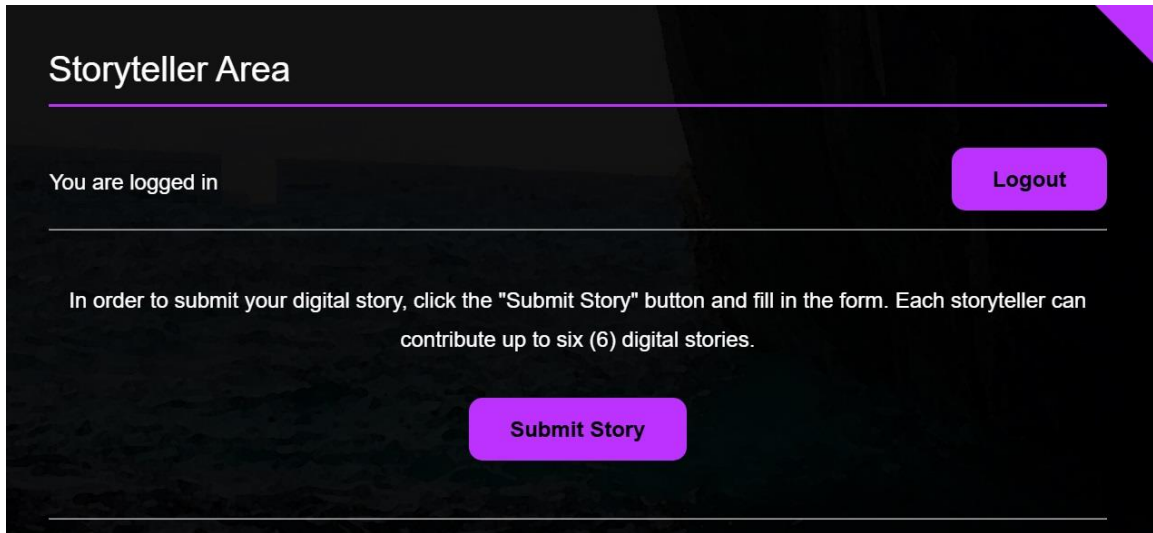 Storyteller Area
You are logged in
Logout
In order to submit your digital story, click the "Submit Story" button and fill in the form. Each storyteller can
contribute up to six (6) digital stories.
Submit Story